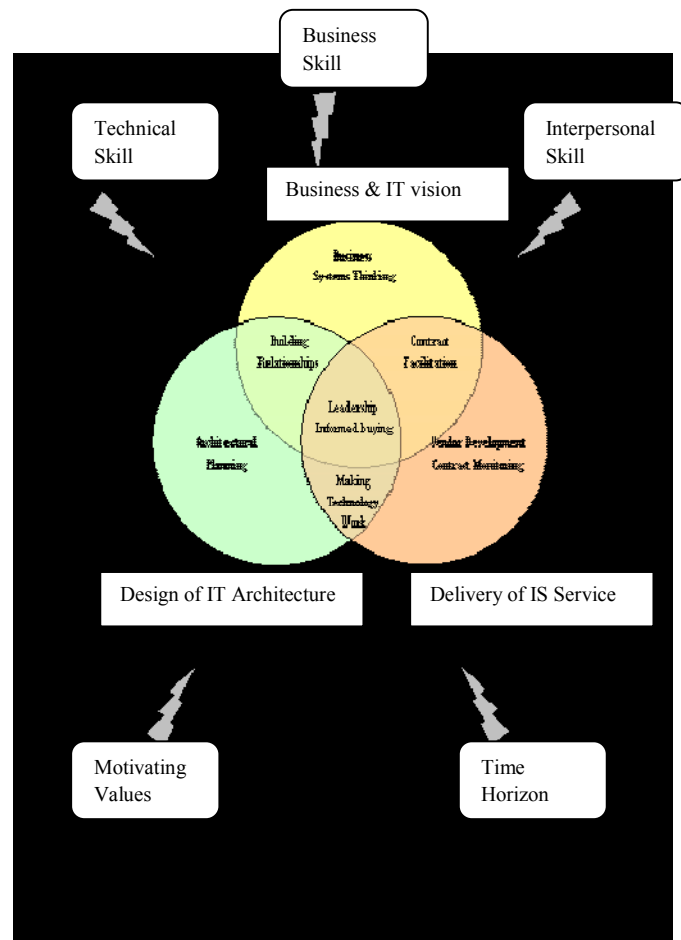 Business
Skill
Technical
Skill
Interpersonal
Skill
Business & IT vision
Business
Systems Thinking
Building
Relationships
Contract
Facilitation
Leadership
Informed buying
Architectural
Planning
Vendor Development
Contract Monitoring
Making
Technology
Work
Design of IT Architecture
Delivery of IS Service
Motivating
Values
Time
Horizon